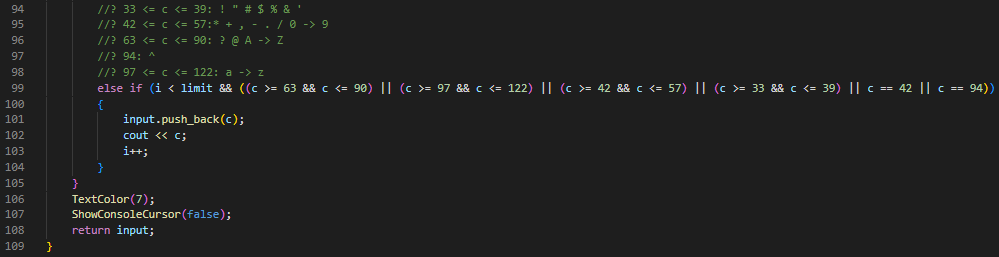 94 //? 33 <= c <= 39: ! " # $ % & '
95 //? 42 <= c <= 57:* + , - . / 0 -> 9
96 //? 63 <= c <= 90: ? @ A -> Z
97 //? 94: ^
98 //? 97 <= c <= 122: a -> z
99 else if (i < limit && ((c >= 63 && c <= 90) || (c >= 97 && c <= 122) || (c >= 42 && c <= 57) || (c >= 33 && c <= 39) || c == 42 || c == 94))
100 {
101 input.push_back(c);
102 cout << c;
103 i++;
104 }
105 }
106 TextColor(7);
107 ShowConsoleCursor(false);
108 return input;
109 }